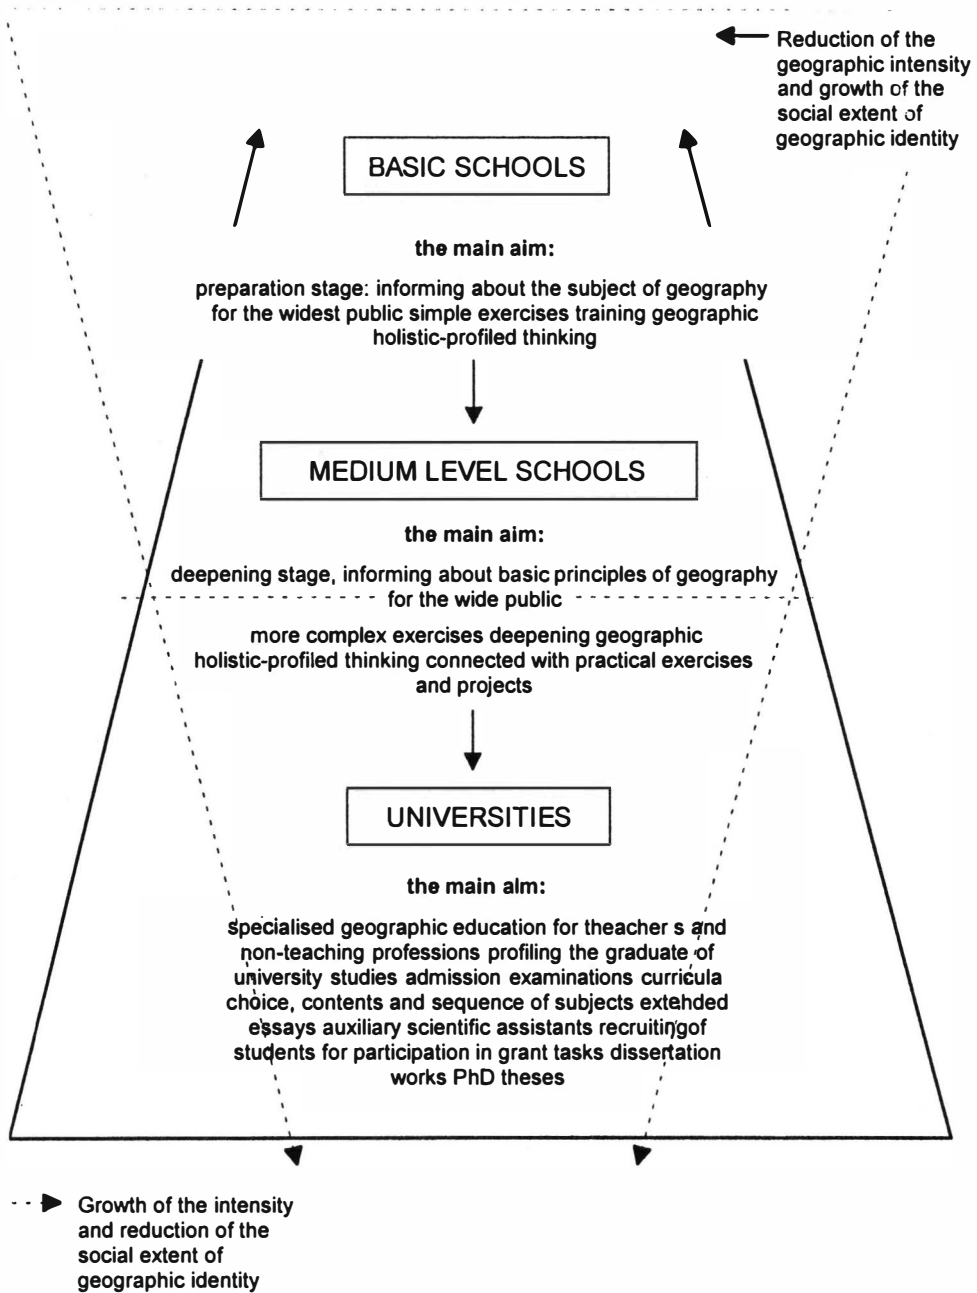 Reduction of the
geographic intensity
and growth of the
social extent of
geographic identity
BASIC SCHOOLS
the main aim:
preparation stage: informing about the subject of geography
for the widest public simple exercises training geographic
holistic-profiled thinking
MEDIUM LEVEL SCHOOLS
the main aim:
deepening stage, informing about basic principles of geography
for the wide public
more complex exercises deepening geographic
holistic-profiled thinking connected with practical exercises
and projects
UNIVERSITIES
the main alm:
specialised geographic education for theacher s and
non-teaching professions profiling the graduate of
university studies admission examinations curricula
choice, contents and sequence of subjects extehded
essays auxiliary scientific assistants recruitingof
students for participation in grant tasks dissertation
works PhD theses
Growth of the intensity
and reduction of the
social extent of
geographic identity